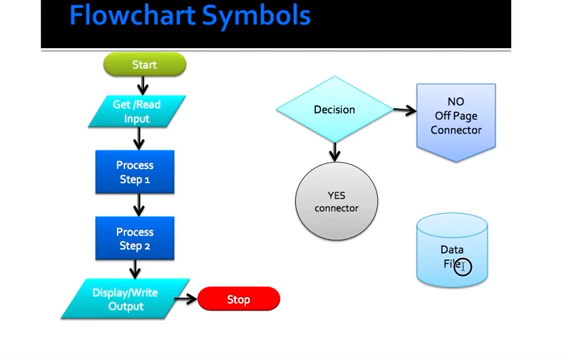 Flowchart Symbols
Start
Get /Read
Input
Process
Step 1
Process
Step 2
Display/Write
Output
Stop
Decision
NO
Off Page
Connector
YES
connector
Data
File